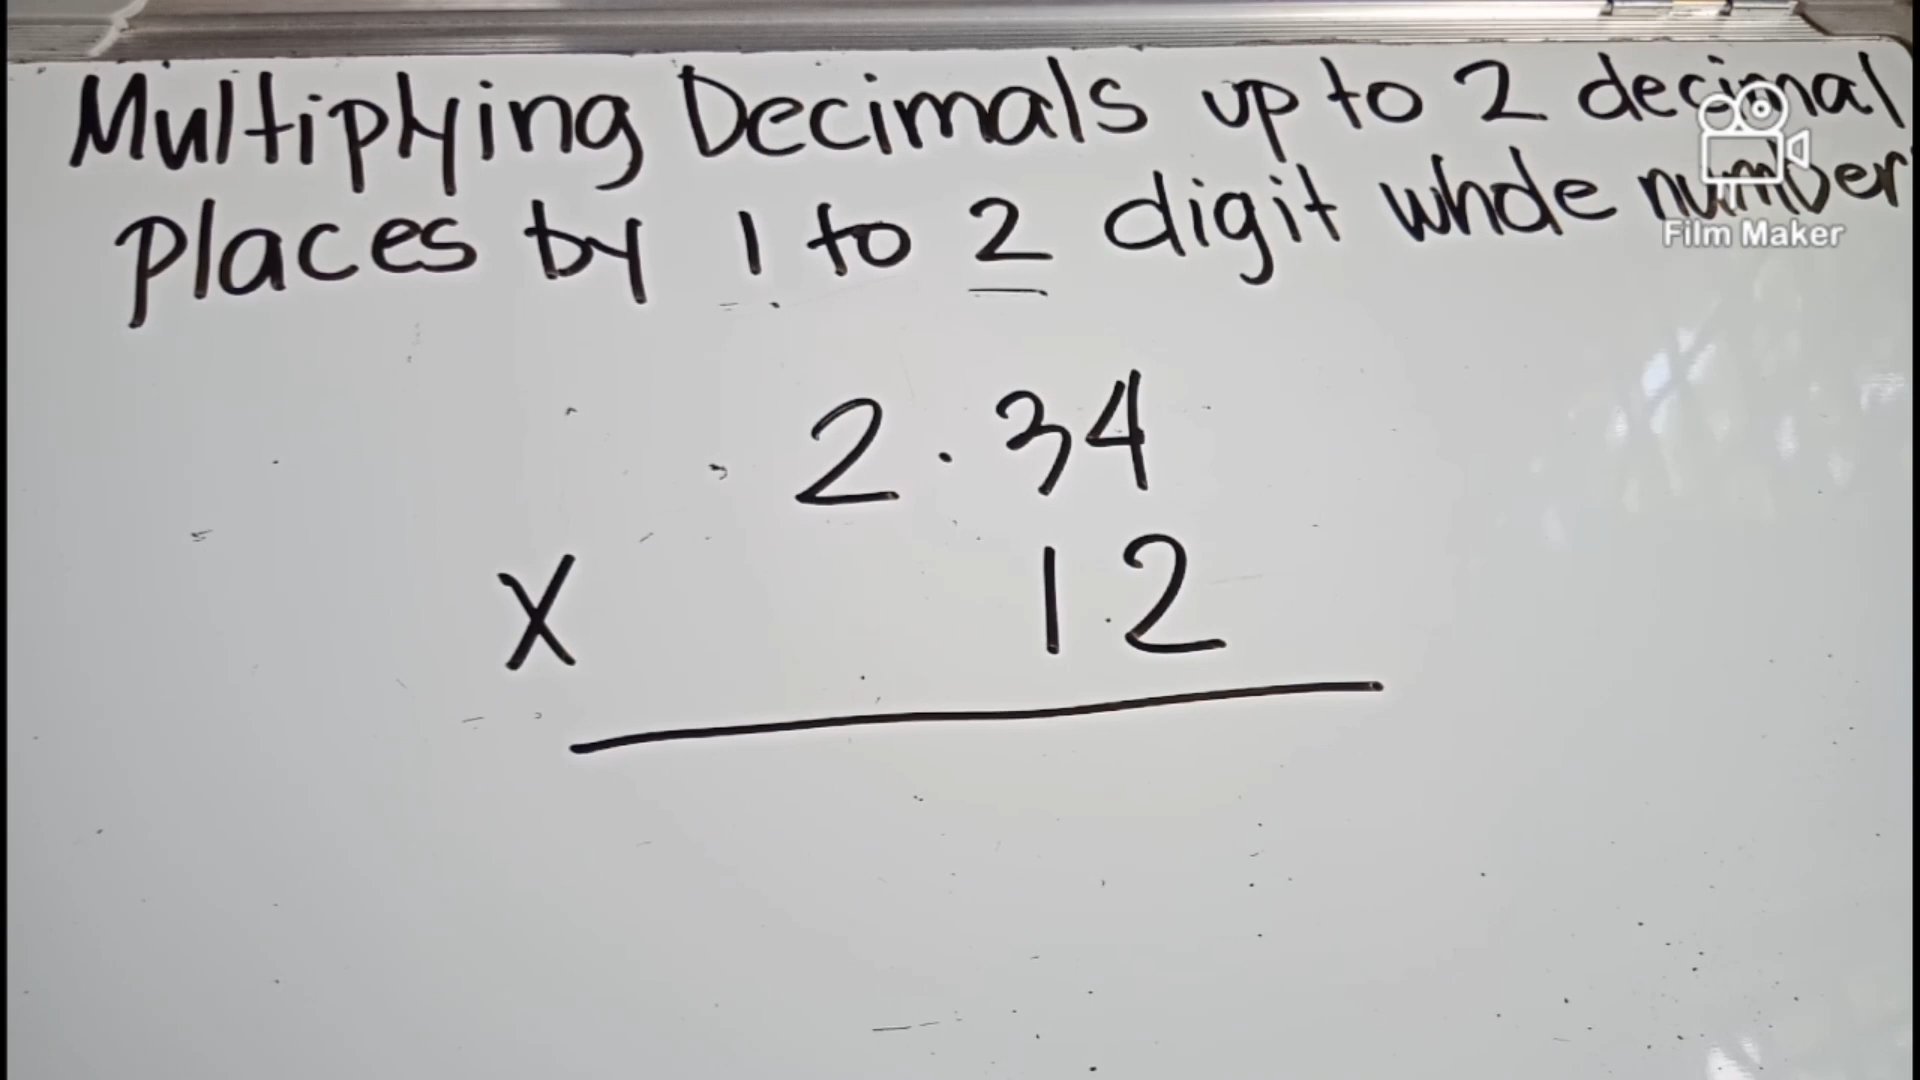 Multiplying Decimals up to 2 decimal
places by 1 to 2 digit whole number
Film Maker
2.34
X 12